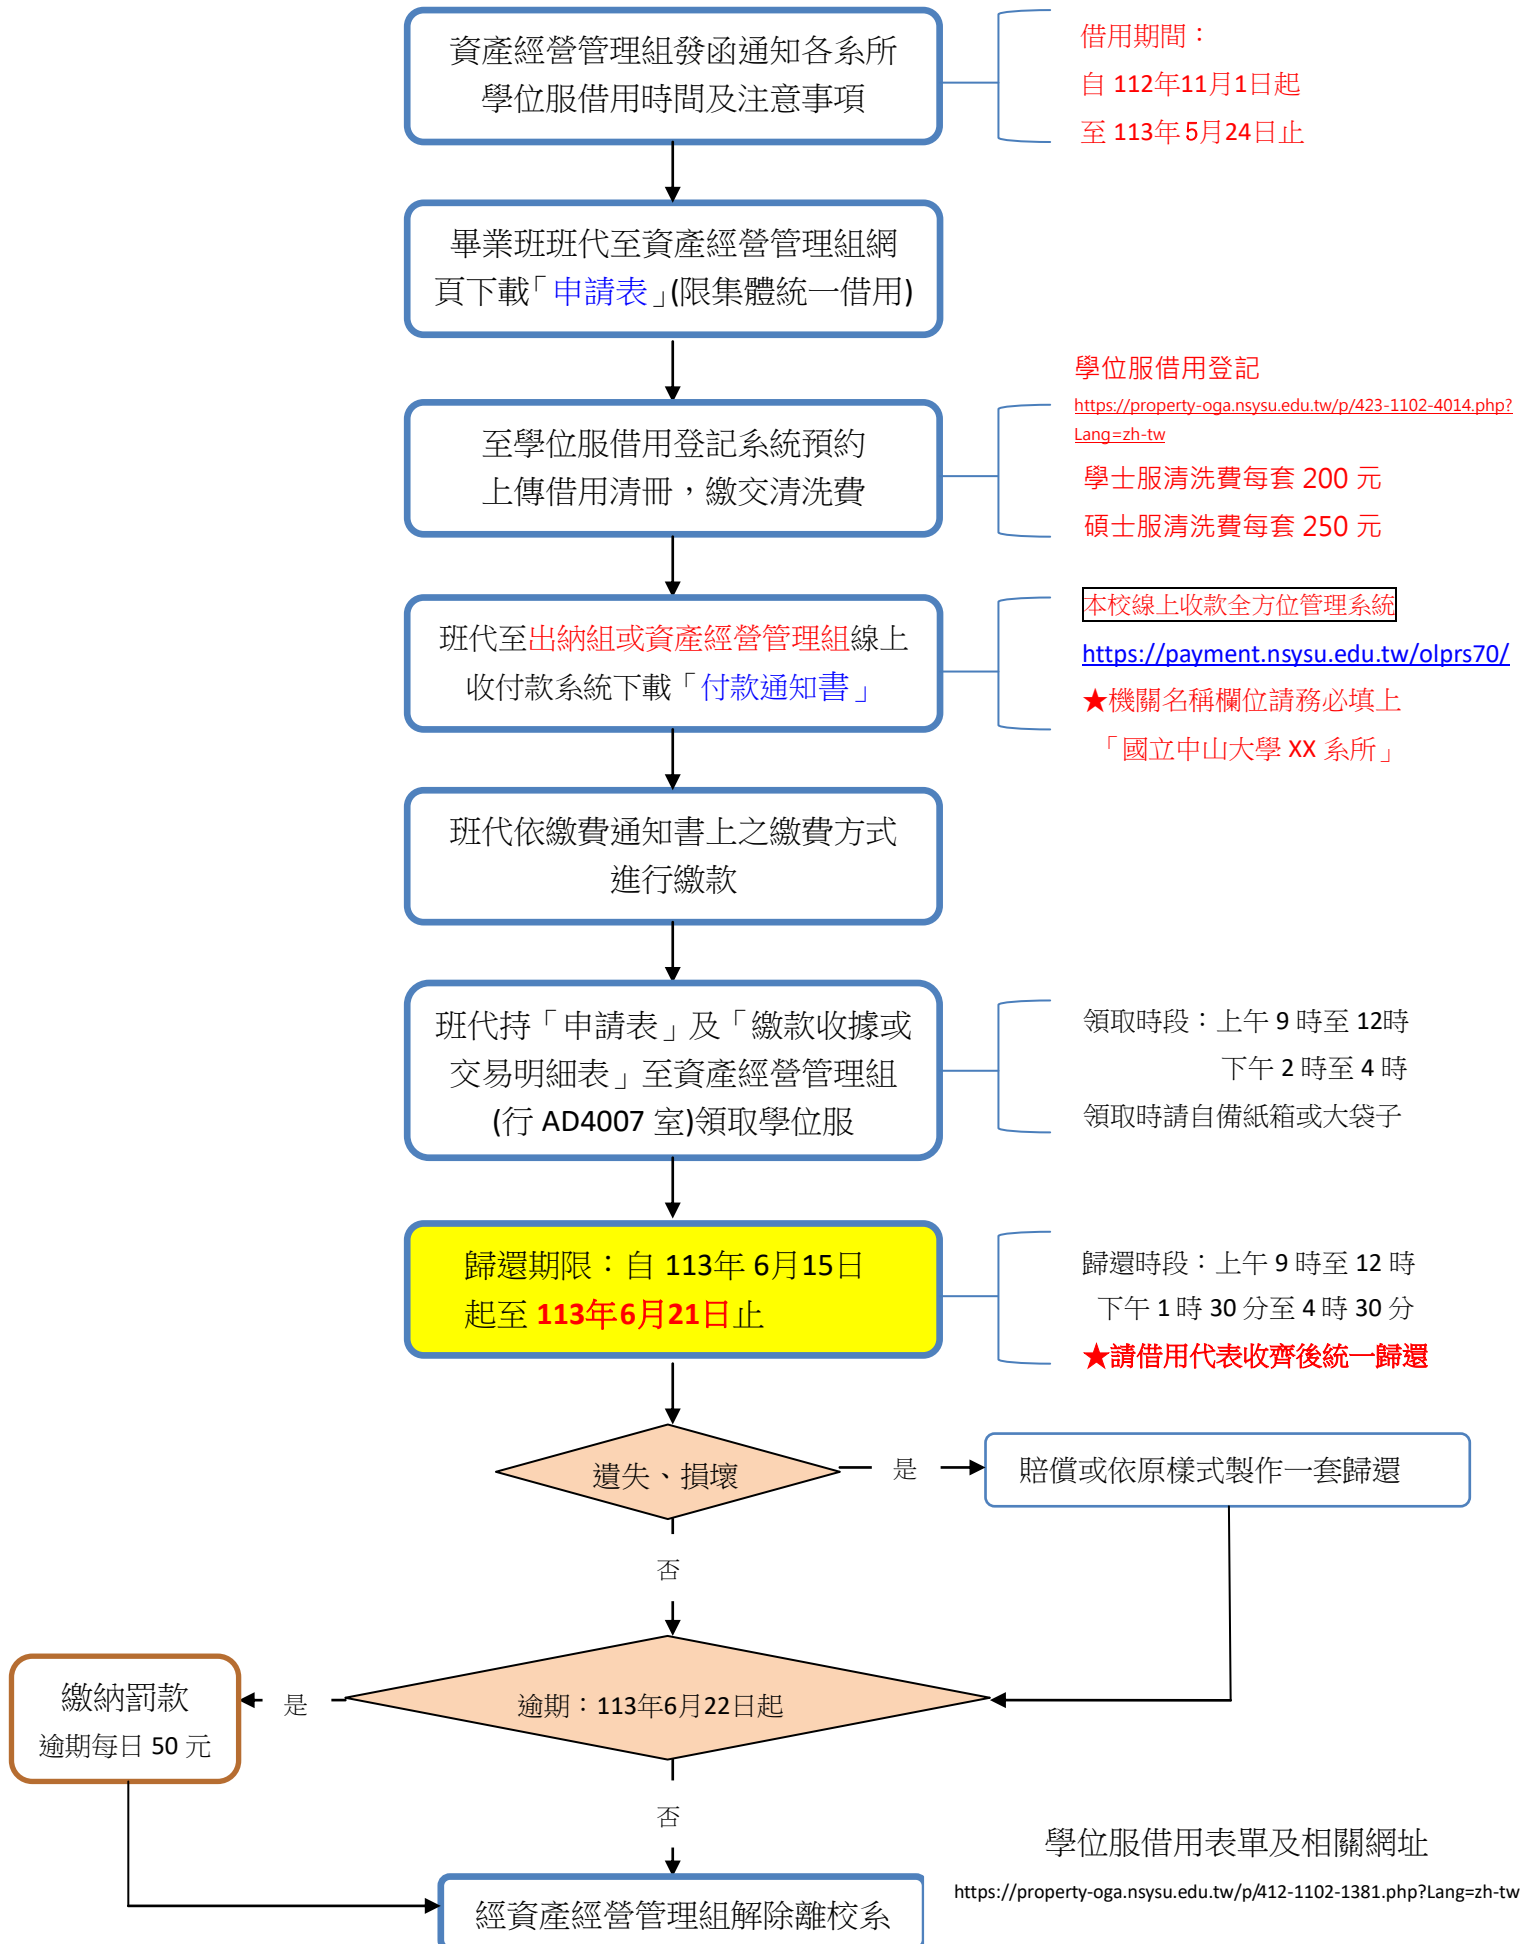 資產經營管理組發函通知各系所
學位服借用時間及注意事項
借用期間：
自 112年11月1日起
至 113年5月24日止
畢業班班代至資產經營管理組網
頁下載「申請表」(限集體統一借用)
至學位服借用登記系統預約
上傳借用清冊，繳交清洗費
學位服借用登記
https://property-oga.nsysu.edu.tw/p/423-1102-4014.php?
Lang=zh-tw
學士服清洗費每套 200 元
碩士服清洗費每套 250 元
班代至出納組或資產經營管理組線上
收付款系統下載「付款通知書」
本校線上收款全方位管理系統
https://payment.nsysu.edu.tw/olprs70/
★機關名稱欄位請務必填上
「國立中山大學 XX 系所」
班代依繳費通知書上之繳費方式
進行繳款
班代持「申請表」及「繳款收據或
交易明細表」至資產經營管理組
(行 AD4007 室)領取學位服
領取時段：上午 9 時至 12時
下午 2 時至 4 時
領取時請自備紙箱或大袋子
歸還期限：自 113年 6月15日
起至 113年6月21日止
歸還時段：上午 9 時至 12 時
下午 1 時 30 分至 4 時 30 分
★請借用代表收齊後統一歸還
遺失、損壞
是
賠償或依原樣式製作一套歸還
否
逾期：113年6月22日起
是
繳納罰款
逾期每日 50 元
否
經資產經營管理組解除離校系
學位服借用表單及相關網址
https://property-oga.nsysu.edu.tw/p/412-1102-1381.php?Lang=zh-tw